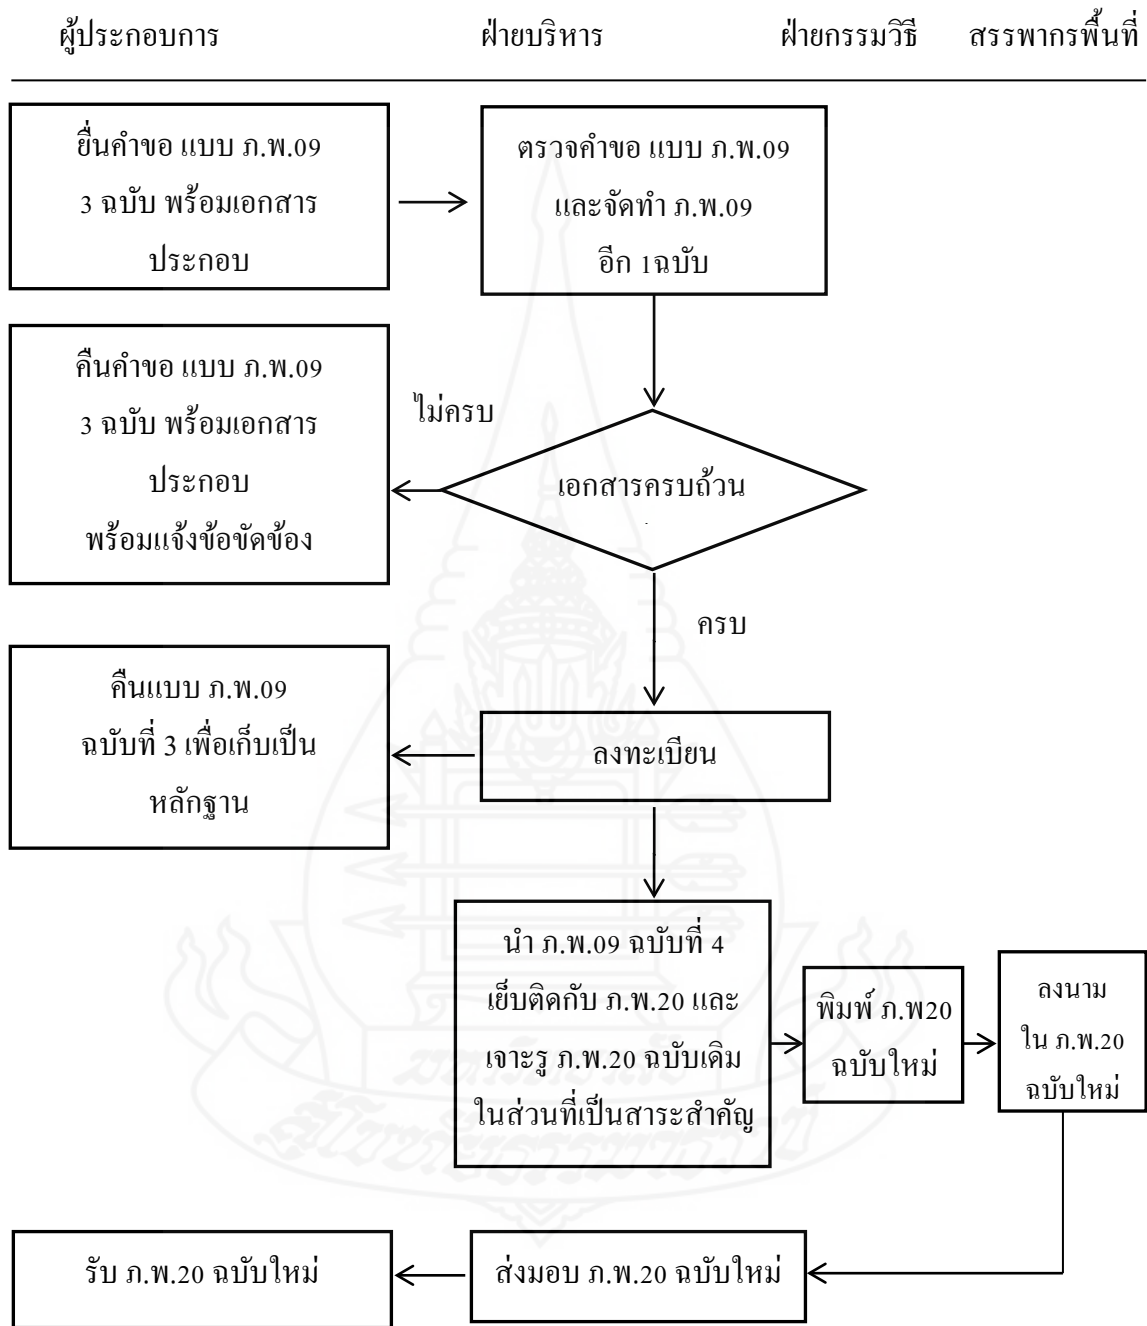 ผู้ประกอบการ ฝ่ายบริหาร ฝ่ายกรรมวิธี สรรพากรพื้นที่
ยื่นคำขอ แบบ ภ.พ.09
3 ฉบับ พร้อมเอกสาร
ประกอบ
ตรวจคำขอ แบบ ภ.พ.09
และจัดทำ ภ.พ.09
อีก 1ฉบับ
คืนคำขอ แบบ ภ.พ.09
3 ฉบับ พร้อมเอกสาร
ประกอบ
พร้อมแจ้งข้อขัดข้อง
ไม่ครบ
เอกสารครบถ้วน
ครบ
คืนแบบ ภ.พ.09
ฉบับที่ 3 เพื่อเก็บเป็น
หลักฐาน
ลงทะเบียน
นำ ภ.พ.09 ฉบับที่ 4
เย็บติดกับ ภ.พ.20 และ
เจาะรู ภ.พ.20 ฉบับเดิม
ในส่วนที่เป็นสาระสำคัญ
พิมพ์ ภ.พ20
ฉบับใหม่
ลงนาม
ใน ภ.พ.20
ฉบับใหม่
รับ ภ.พ.20 ฉบับใหม่
ส่งมอบ ภ.พ.20 ฉบับใหม่